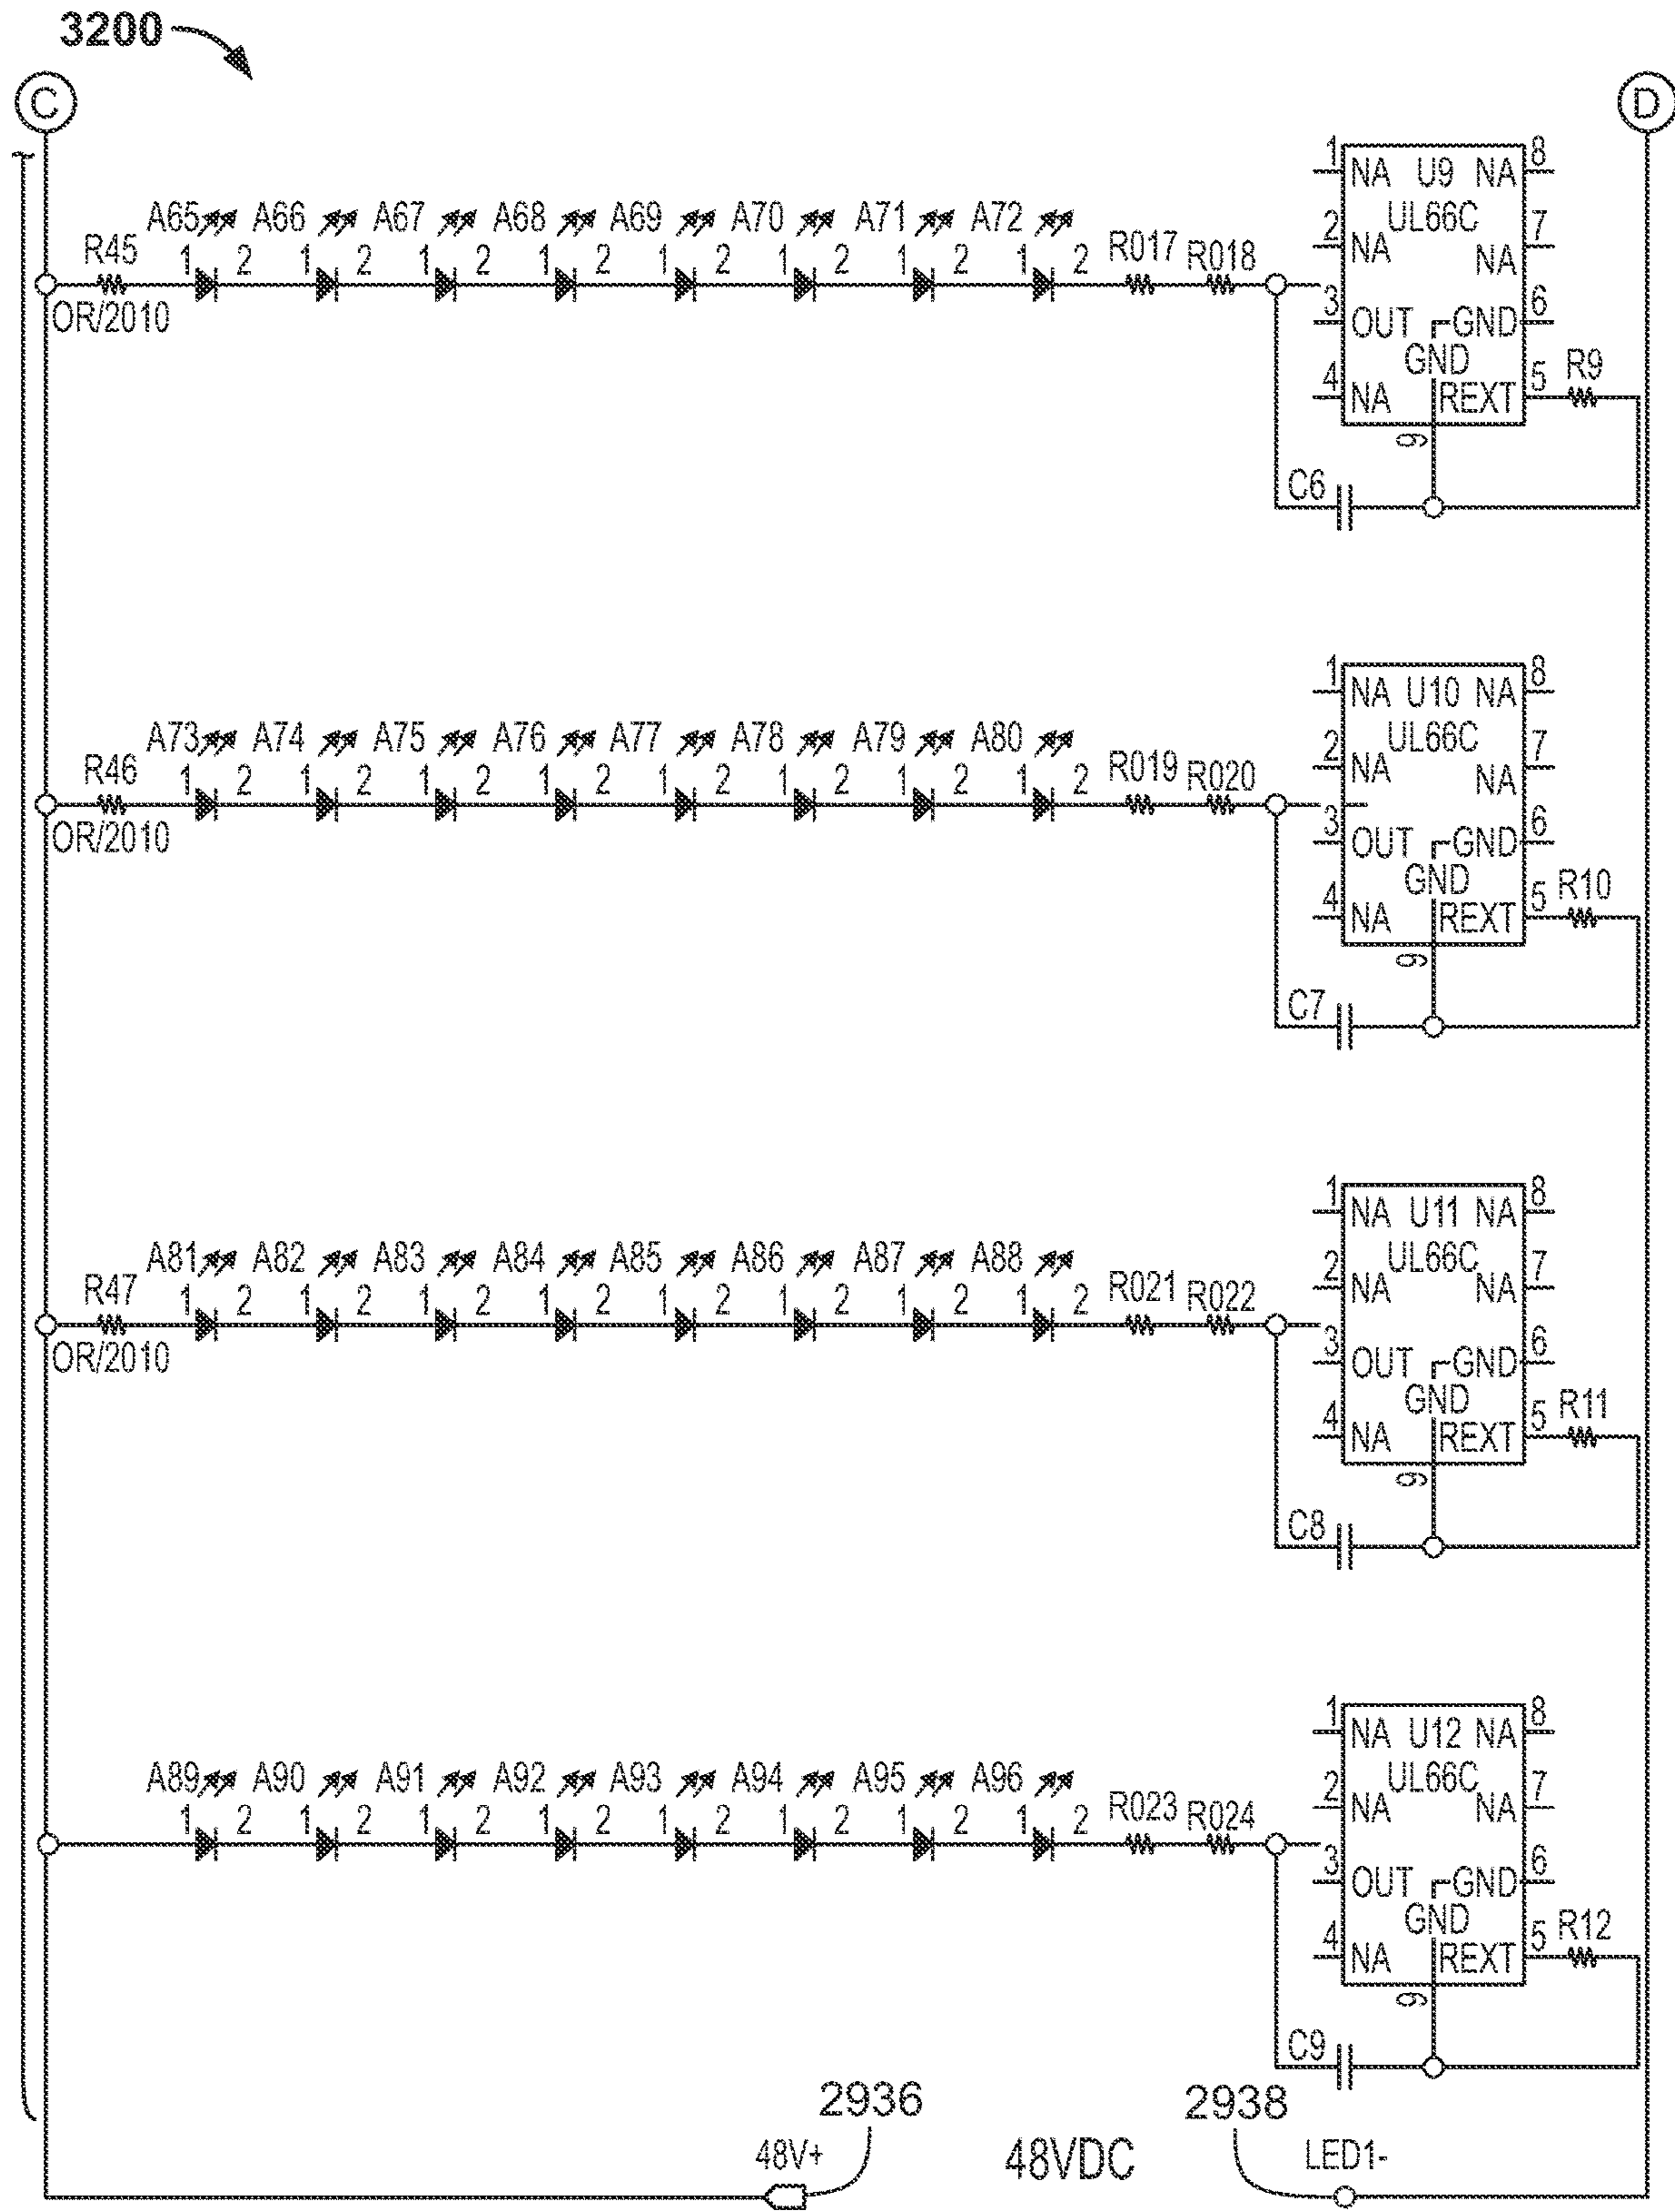 3200
C D
1 NA U9 NA 8
A65 A66 A67 A68 A69 A70 A71 A72 2 UL66C 7
R45 1 2 1 2 1 2 1 2 1 2 1 2 1 2 1 2 R017 R018 NA NA
OR/2010 3 OUT GND 6
GND
4 NA REXT 5 R9
9
C6
1 NA U10 NA 8
A73 A74 A75 A76 A77 A78 A79 A80 2 UL66C 7
R46 1 2 1 2 1 2 1 2 1 2 1 2 1 2 1 2 R019 R020 NA NA
OR/2010 3 OUT GND 6
GND
4 NA REXT 5 R10
9
C7
1 NA U11 NA 8
A81 A82 A83 A84 A85 A86 A87 A88 2 UL66C 7
R47 1 2 1 2 1 2 1 2 1 2 1 2 1 2 1 2 R021 R022 NA NA
OR/2010 3 OUT GND 6
GND
4 NA REXT 5 R11
9
C8
1 NA U12 NA 8
A89 A90 A91 A92 A93 A94 A95 A96 2 UL66C 7
1 2 1 2 1 2 1 2 1 2 1 2 1 2 1 2 R023 R024 NA NA
3 OUT GND 6
GND
4 NA REXT 5 R12
9
C9
2936 2938
48V+ 48VDC LED1-